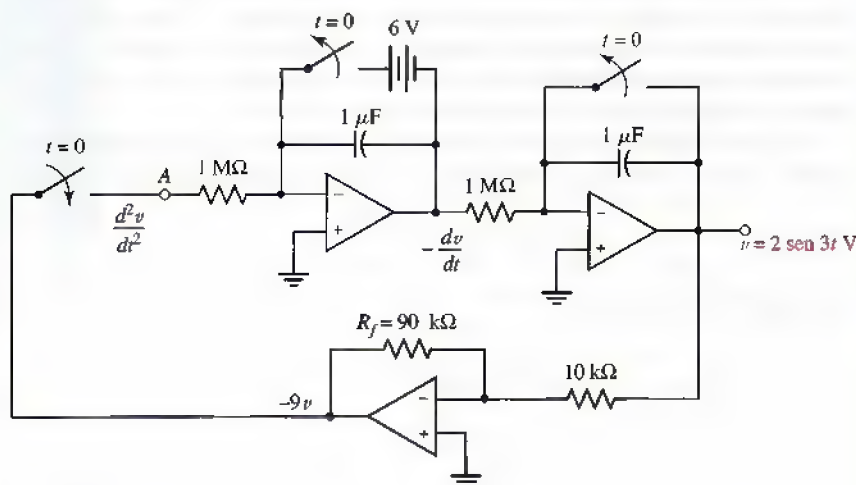 t=0
6 V
t=0
1 μF
1 μF
t=0
A
1 MΩ
1 MΩ
d²v
dt²
−
+
− dv
dt
−
+
v = 2 sen 3t V
R_f = 90 kΩ
10 kΩ
−9v
−
+